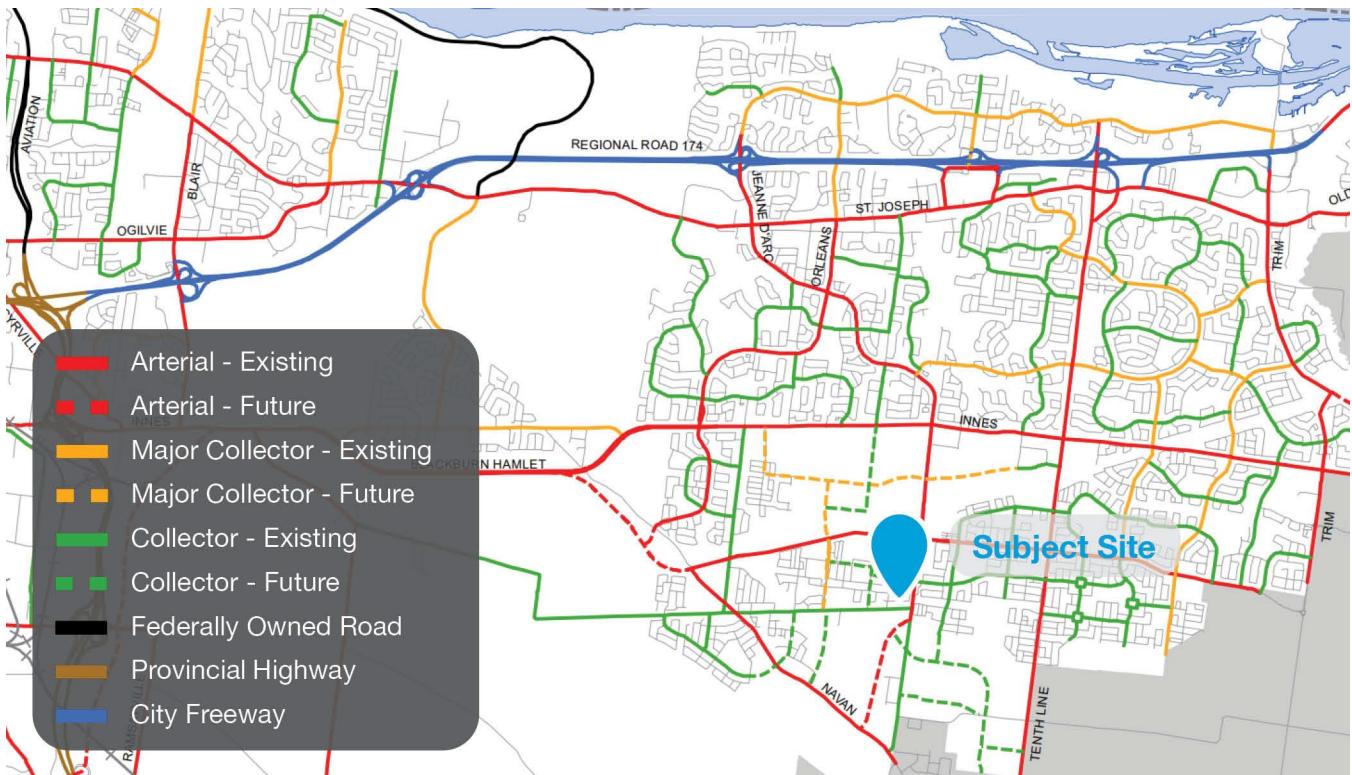 AVIATION
BLAIR
OGILVIE
REGIONAL ROAD 174
JEANNE D'ARC
ST. JOSEPH
ORLEANS
TRIM
OLD
CYRVILLE
Arterial - Existing
Arterial - Future
INNES
Major Collector - Existing
BLACKBURN HAMLET
Major Collector - Future
Collector - Existing
Collector - Future
Federally Owned Road
Provincial Highway
City Freeway
INNES
TRIM
Subject Site
NAVAN
TENTH LINE